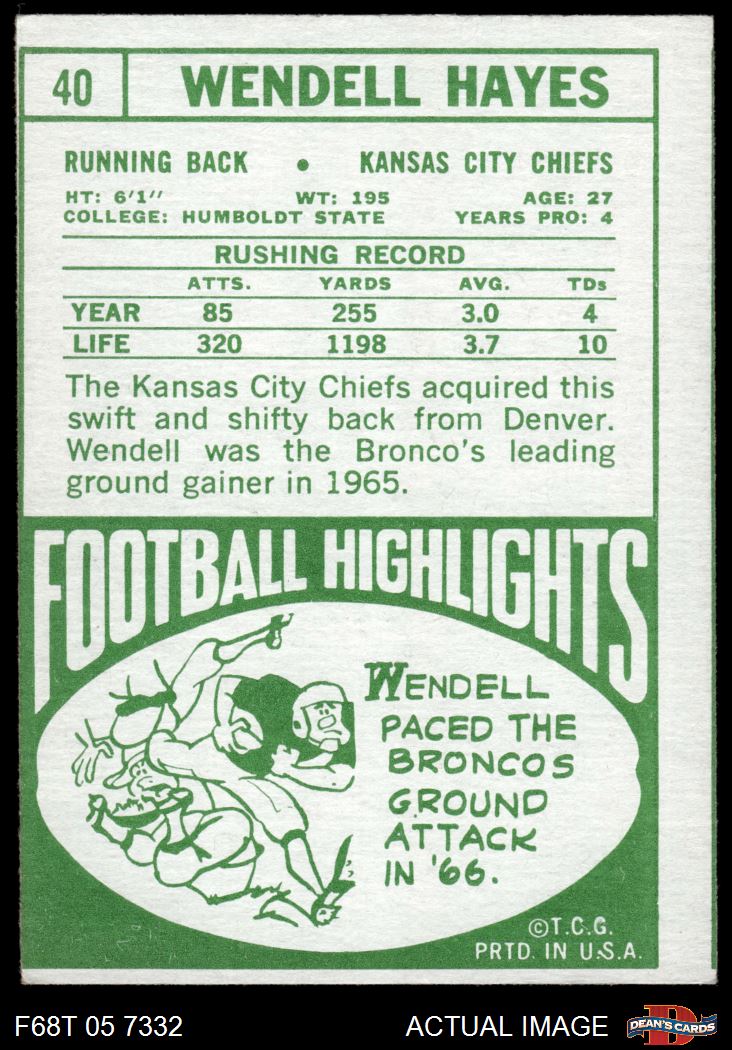 40 WENDELL HAYES
RUNNING BACK • KANSAS CITY CHIEFS
HT: 6'1'' WT: 195 AGE: 27
COLLEGE: HUMBOLDT STATE YEARS PRO: 4
RUSHING RECORD
ATTS. YARDS AVG. TDs
YEAR 85 255 3.0 4
LIFE 320 1198 3.7 10
The Kansas City Chiefs acquired this
swift and shifty back from Denver.
Wendell was the Bronco's leading
ground gainer in 1965.
FOOTBALL HIGHLIGHTS
WENDELL
PACED THE
BRONCOS
GROUND
ATTACK
IN '66.
©T.C.G.
PRTD. IN U.S.A.
F68T 05 7332 ACTUAL IMAGE
D
DEAN'S CARDS